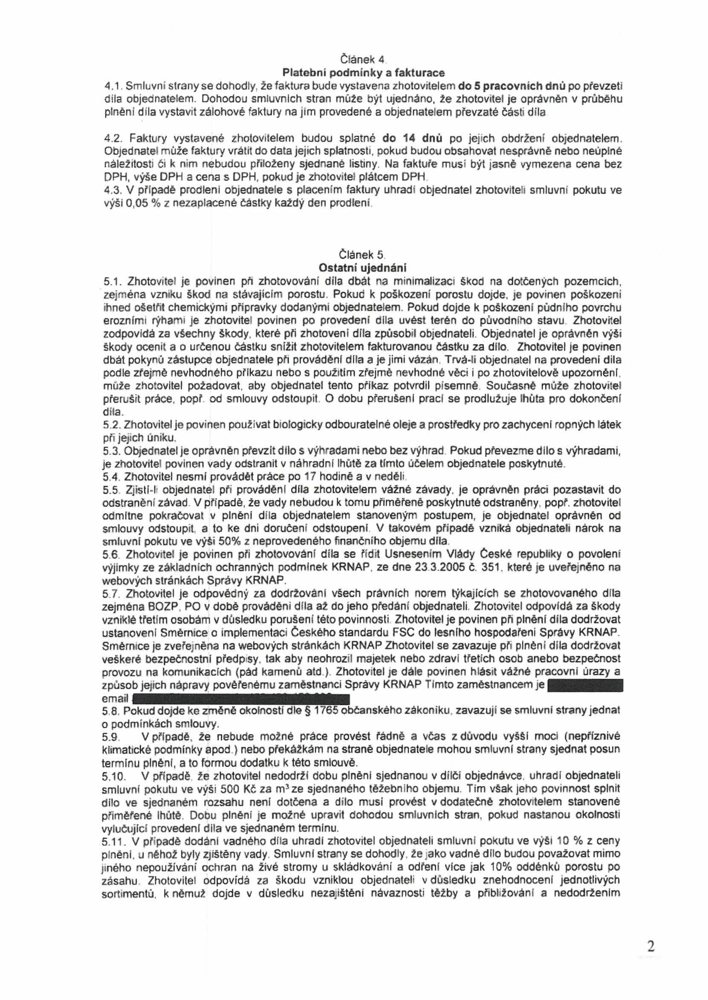 Článek 4.
Platební podmínky a fakturace
4.1. Smluvní strany se dohodly, že faktura bude vystavena zhotovitelem do 5 pracovních dnů po převzetí
díla objednatelem. Dohodou smluvních stran může být ujednáno, že zhotovitel je oprávněn v průběhu
plnění díla vystavit zálohové faktury na jím provedené a objednatelem převzaté části díla.
4.2. Faktury vystavené zhotovitelem budou splatné do 14 dnů po jejich obdržení objednatelem.
Objednatel může faktury vrátit do data jejich splatnosti, pokud budou obsahovat nesprávně nebo neúplné
náležitosti či k nim nebudou přiloženy sjednané listiny. Na faktuře musí být jasně vymezena cena bez
DPH, výše DPH a cena s DPH, pokud je zhotovitel plátcem DPH.
4.3. V případě prodlení objednatele s placením faktury uhradí objednatel zhotoviteli smluvní pokutu ve
výši 0,05 % z nezaplacené částky každý den prodlení.
Článek 5.
Ostatní ujednání
5.1. Zhotovitel je povinen při zhotovování díla dbát na minimalizaci škod na dotčených pozemcích,
zejména vzniku škod na stávajícím porostu. Pokud k poškození porostu dojde, je povinen poškození
ihned ošetřit chemickými přípravky dodanými objednatelem. Pokud dojde k poškození půdního povrchu
erozními rýhami je zhotovitel povinen po provedení díla uvést terén do původního stavu. Zhotovitel
zodpovídá za všechny škody, které při zhotovení díla způsobil objednateli. Objednatel je oprávněn výši
škody ocenit a o určenou částku snížit zhotovitelem fakturovanou částku za dílo. Zhotovitel je povinen
dbát pokynů zástupce objednatele při provádění díla a je jimi vázán. Trvá-li objednatel na provedení díla
podle zřejmě nevhodného příkazu nebo s použitím zřejmě nevhodné věci i po zhotovitelově upozornění,
může zhotovitel požadovat, aby objednatel tento příkaz potvrdil písemně. Současně může zhotovitel
přerušit práce, popř. od smlouvy odstoupit. O dobu přerušení prací se prodlužuje lhůta pro dokončení
díla.
5.2. Zhotovitel je povinen používat biologicky odbouratelné oleje a prostředky pro zachycení ropných látek
při jejich úniku.
5.3. Objednatel je oprávněn převzít dílo s výhradami nebo bez výhrad. Pokud převezme dílo s výhradami,
je zhotovitel povinen vady odstranit v náhradní lhůtě za tímto účelem objednatele poskytnuté.
5.4. Zhotovitel nesmí provádět práce po 17 hodině a v neděli.
5.5. Zjistí-li objednatel při provádění díla zhotovitelem vážné závady, je oprávněn práci pozastavit do
odstranění závad. V případě, že vady nebudou k tomu přiměřeně poskytnuté odstraněny, popř. zhotovitel
odmítne pokračovat v plnění díla objednatelem stanoveným postupem, je objednatel oprávněn od
smlouvy odstoupit, a to ke dni doručení odstoupení. V takovém případě vzniká objednateli nárok na
smluvní pokutu ve výši 50% z neprovedeného finančního objemu díla.
5.6. Zhotovitel je povinen při zhotovování díla se řídit Usnesením Vlády České republiky o povolení
výjimky ze základních ochranných podmínek KRNAP, ze dne 23.3.2005 č. 351, které je uveřejněno na
webových stránkách Správy KRNAP.
5.7. Zhotovitel je odpovědný za dodržování všech právních norem týkajících se zhotovovaného díla
zejména BOZP, PO v době provádění díla až do jeho předání objednateli. Zhotovitel odpovídá za škody
vzniklé třetím osobám v důsledku porušení této povinnosti. Zhotovitel je povinen při plnění díla dodržovat
ustanovení Směrnice o implementaci Českého standardu FSC do lesního hospodaření Správy KRNAP.
Směrnice je zveřejněna na webových stránkách KRNAP Zhotovitel se zavazuje při plnění díla dodržovat
veškeré bezpečnostní předpisy, tak aby neohrozil majetek nebo zdraví třetích osob anebo bezpečnost
provozu na komunikacích (pád kamenů atd.). Zhotovitel je dále povinen hlásit vážné pracovní úrazy a
způsob jejich nápravy pověřenému zaměstnanci Správy KRNAP Tímto zaměstnancem je
email
5.8. Pokud dojde ke změně okolností dle § 1765 občanského zákoníku, zavazují se smluvní strany jednat
o podmínkách smlouvy.
5.9. V případě, že nebude možné práce provést řádně a včas z důvodu vyšší moci (nepříznivé
klimatické podmínky apod.) nebo překážkám na straně objednatele mohou smluvní strany sjednat posun
termínu plnění, a to formou dodatku k této smlouvě.
5.10. V případě, že zhotovitel nedodrží dobu plnění sjednanou v dílčí objednávce, uhradí objednateli
smluvní pokutu ve výši 500 Kč za m³ ze sjednaného těžebního objemu. Tím však jeho povinnost splnit
dílo ve sjednaném rozsahu není dotčena a dílo musí provést v dodatečně zhotovitelem stanovené
přiměřené lhůtě. Dobu plnění je možné upravit dohodou smluvních stran, pokud nastanou okolnosti
vylučující provedení díla ve sjednaném termínu.
5.11. V případě dodání vadného díla uhradí zhotovitel objednateli smluvní pokutu ve výši 10 % z ceny
plnění, u něhož byly zjištěny vady. Smluvní strany se dohodly, že jako vadné dílo budou považovat mimo
jiného nepoužívání ochran na živé stromy u skládkování a odření více jak 10% odděnků porostu po
zásahu. Zhotovitel odpovídá za škodu vzniklou objednateli v důsledku znehodnocení jednotlivých
sortimentů, k němuž dojde v důsledku nezajištění návaznosti těžby a přibližování a nedodržením
2